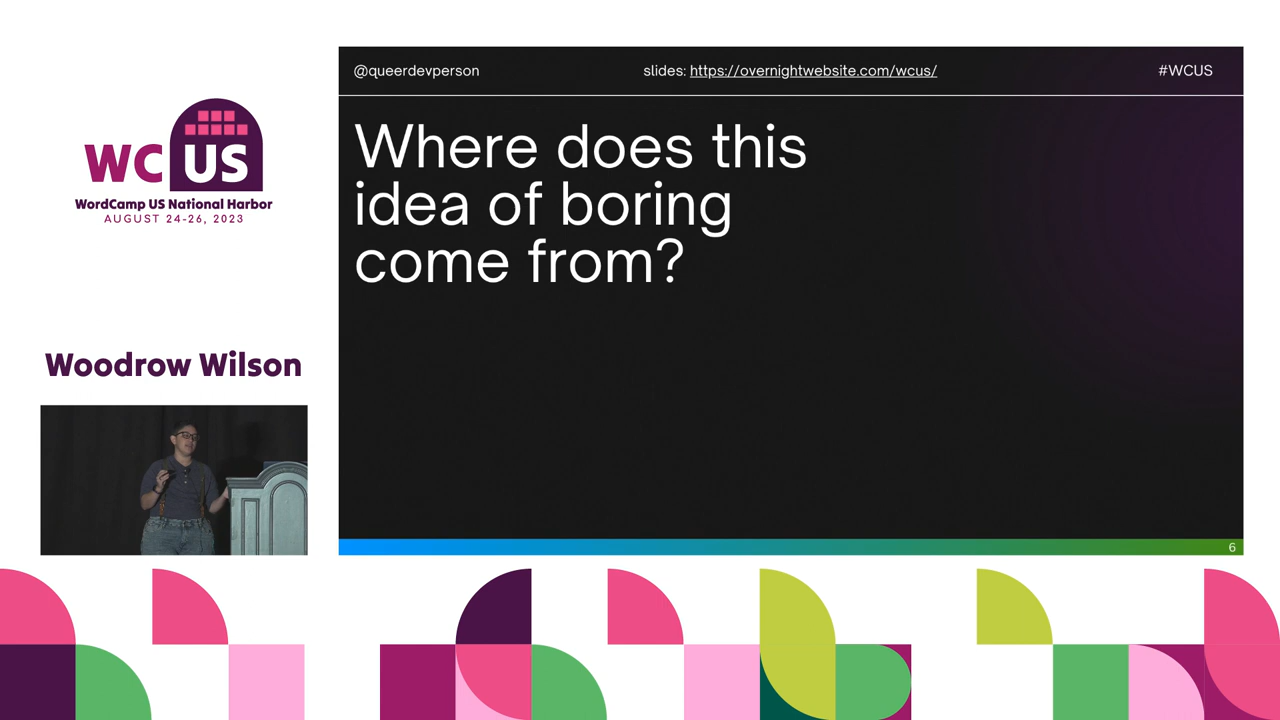 WC US
WordCamp US National Harbor
AUGUST 24-26, 2023
Woodrow Wilson
@queerdevperson
slides: https://overnightwebsite.com/wcus/
#WCUS
Where does this
idea of boring
come from?
6